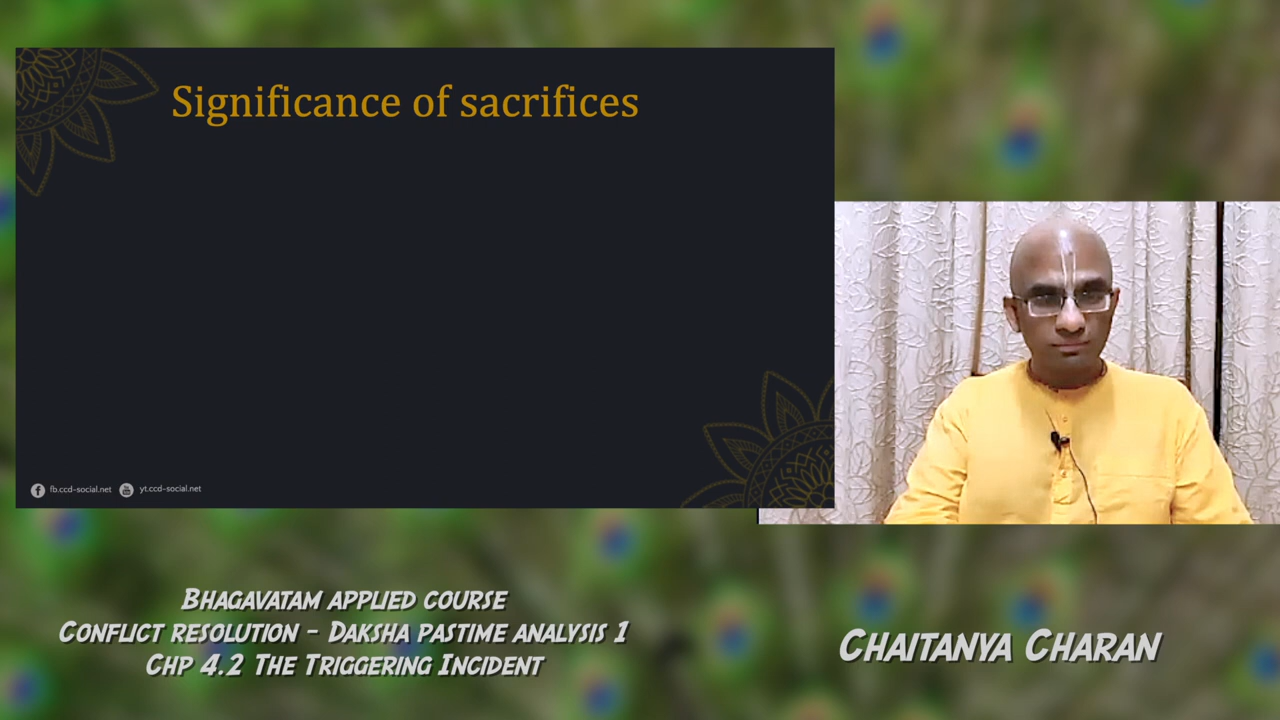 Significance of sacrifices
fb.ccd-social.net yt.ccd-social.net
Bhagavatam applied course
Conflict resolution - Daksha pastime analysis 1
Chp 4.2 The Triggering Incident
Chaitanya Charan